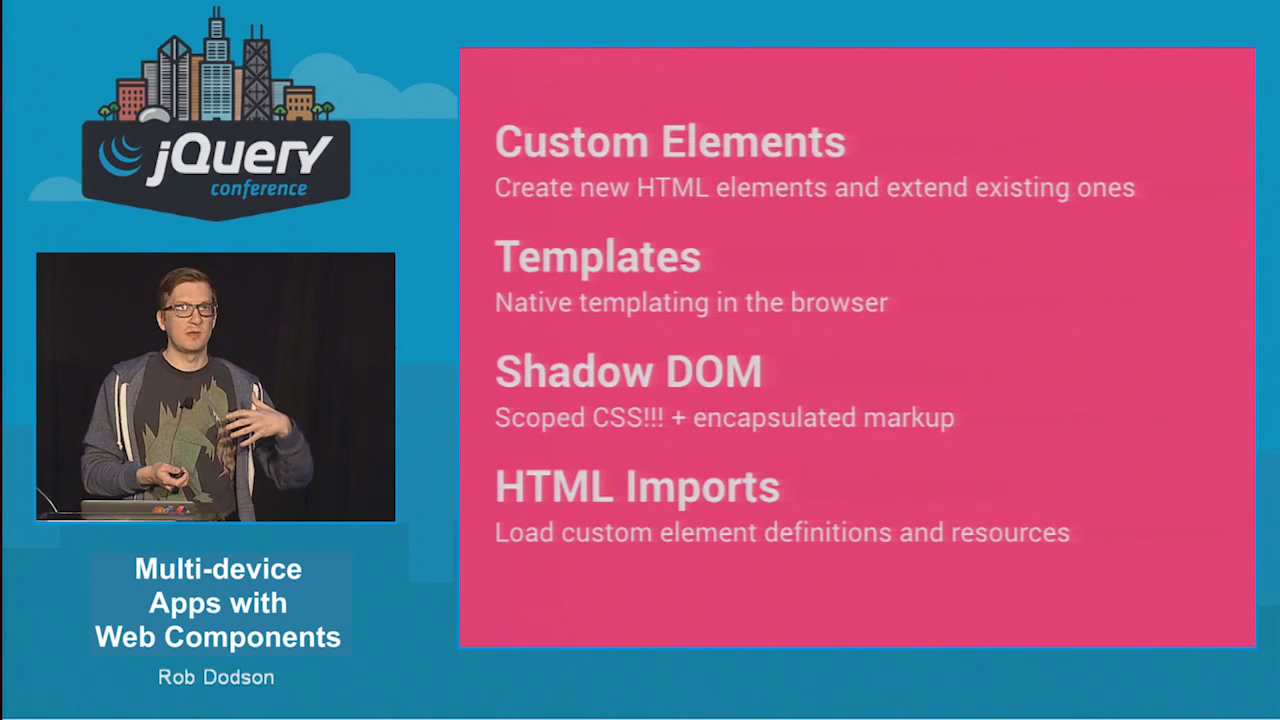 jQuery
conference
Multi-device
Apps with
Web Components
Rob Dodson
Custom Elements
Create new HTML elements and extend existing ones
Templates
Native templating in the browser
Shadow DOM
Scoped CSS!!! + encapsulated markup
HTML Imports
Load custom element definitions and resources